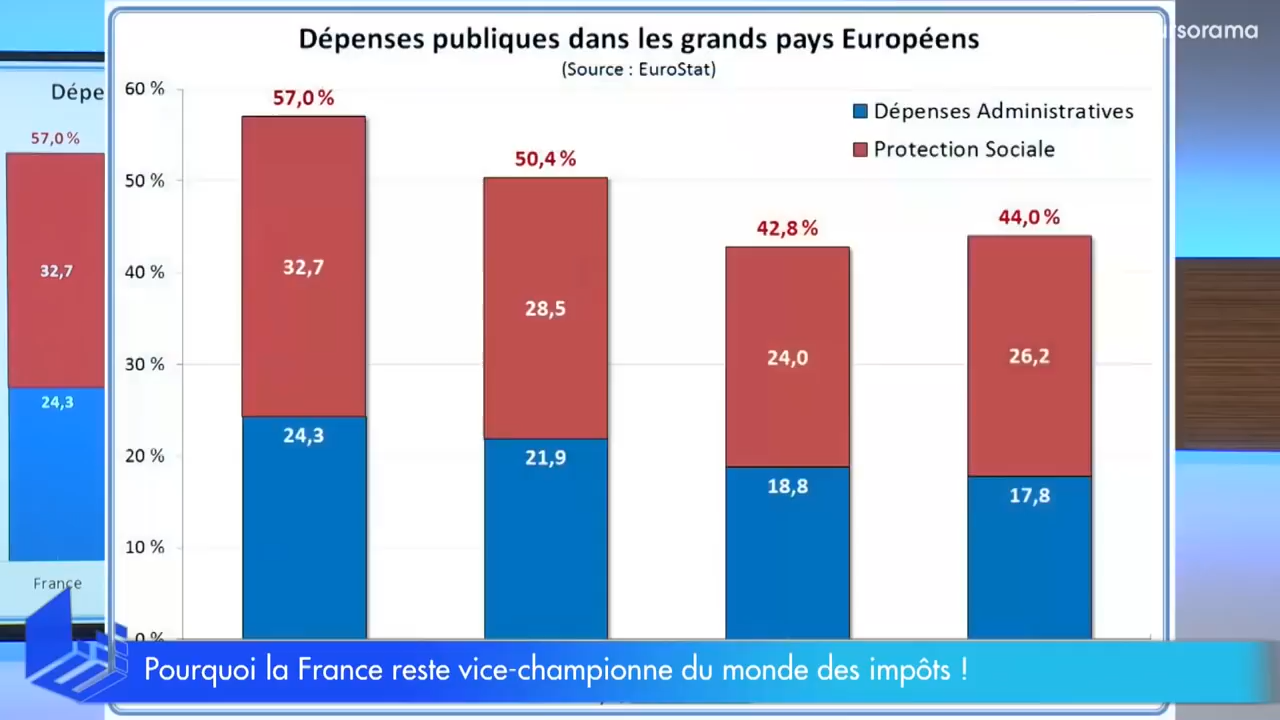 Dépenses publiques dans les grands pays Européens
(Source : EuroStat)
rsorama
Dépe
60 %
50 %
40 %
30 %
20 %
10 %
0 %
Dépenses Administratives
Protection Sociale
57,0 %
32,7
24,3
50,4 %
28,5
21,9
42,8 %
24,0
18,8
44,0 %
26,2
17,8
57,0 %
32,7
24,3
France
Pourquoi la France reste vice-championne du monde des impôts !